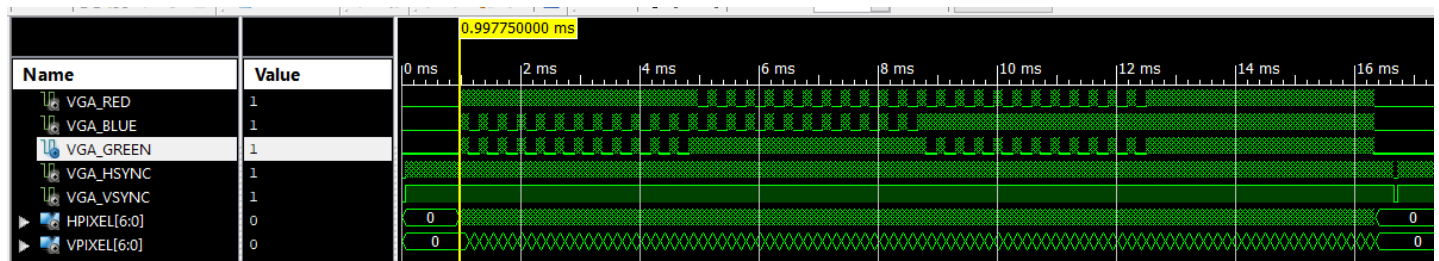 0.997750000 ms
Name Value 0 ms 2 ms 4 ms 6 ms 8 ms 10 ms 12 ms 14 ms 16 ms
VGA_RED 1
VGA_BLUE 1
VGA_GREEN 1
VGA_HSYNC 1
VGA_VSYNC 1
HPIXEL[6:0] 0 0 0
VPIXEL[6:0] 0 0 0